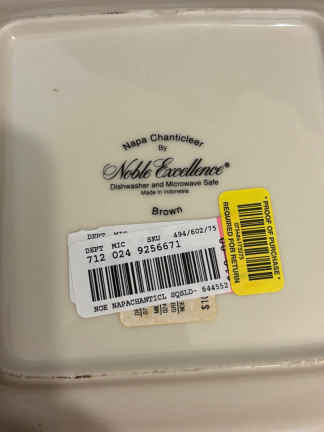 Napa Chanticleer
By
Noble Excellence®
Dishwasher and Microwave Safe
Made in Indonesia
Brown
DEPT MIC SKU 494/602/75
712 024 9256671
NOE NAPACHANTICL SQSLD- 644552
* PROOF OF PURCHASE *
REQUIRED FOR RETURN